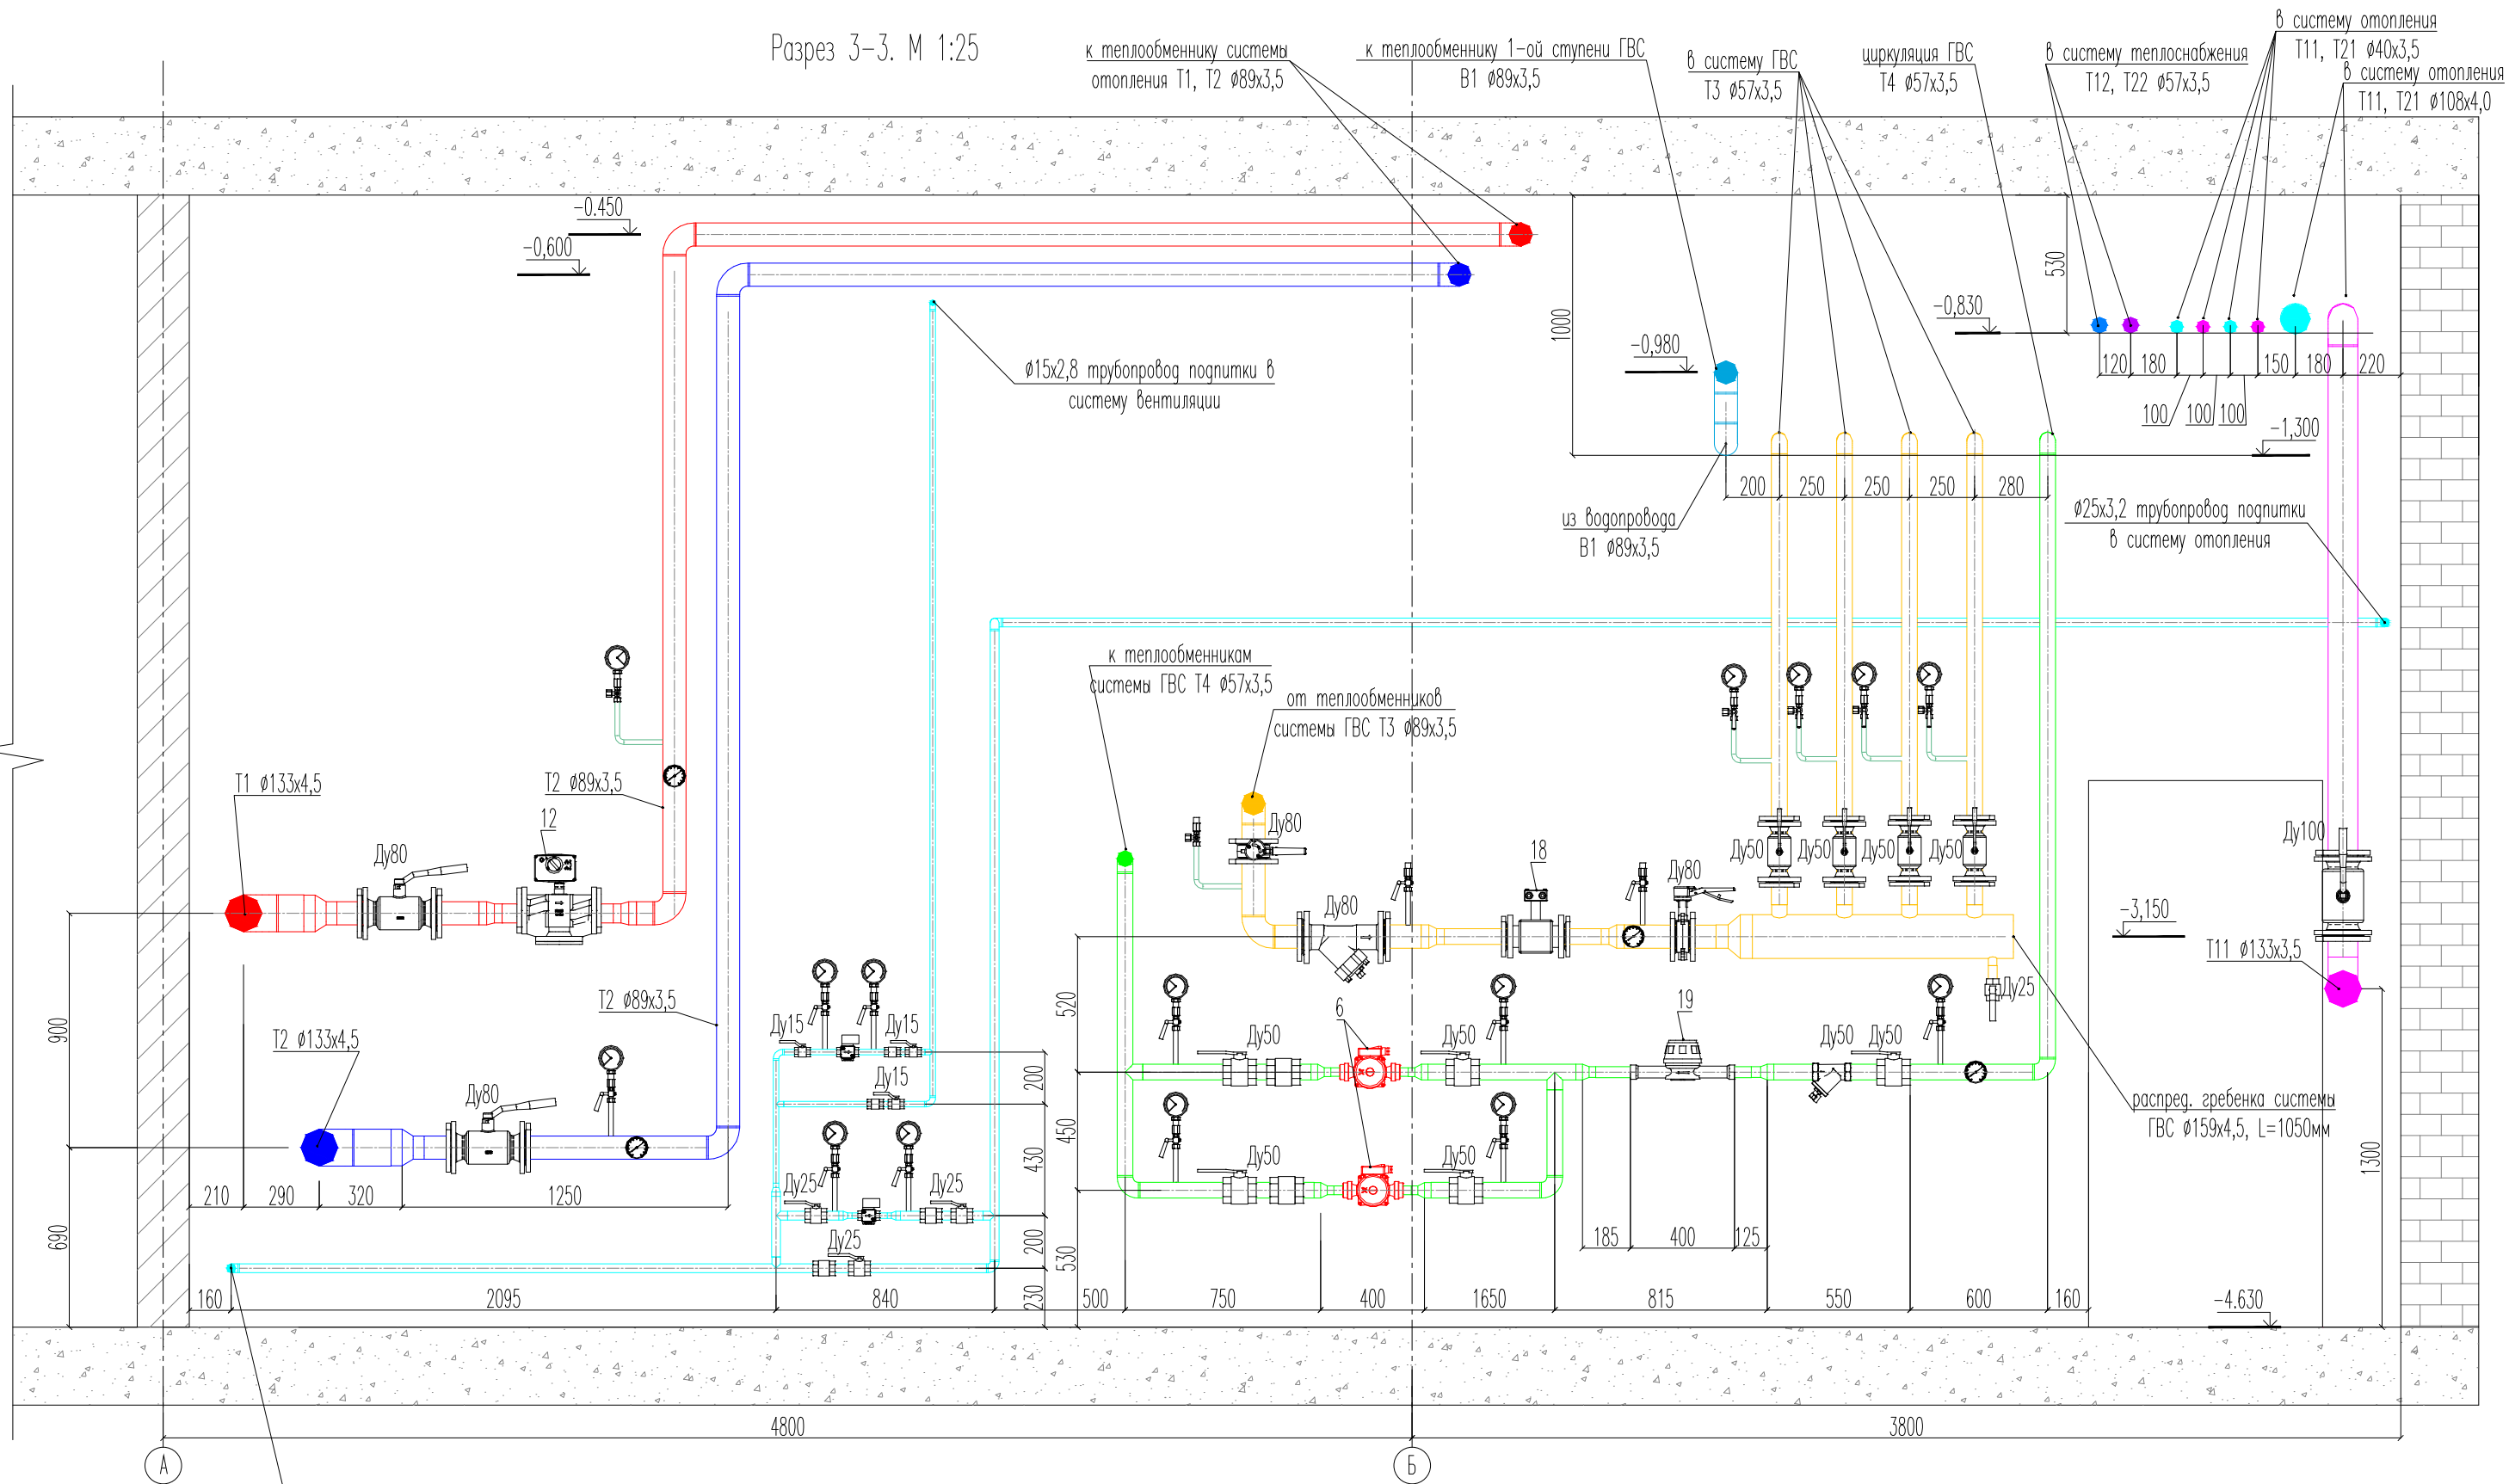 Разрез 3-3. М 1:25
к теплообменнику системы
отопления Т1, Т2 ø89х3,5
к теплообменнику 1-ой ступени ГВС
В1 ø89х3,5
в систему ГВС
Т3 ø57х3,5
циркуляция ГВС
Т4 ø57х3,5
в систему теплоснабжения
Т12, Т22 ø57х3,5
в систему отопления
Т11, Т21 ø40х3,5
в систему отопления
Т11, Т21 ø108х4,0
-0.450
-0,600
1000
530
-0,830
-0,980
120
180
150
180
220
100
100
100
-1,300
ø15х2,8 трубопровод подпитки в
систему вентиляции
200
250
250
250
280
из водопровода
В1 ø89х3,5
ø25х3,2 трубопровод подпитки
в систему отопления
к теплообменникам
системы ГВС Т4 ø57х3,5
от теплообменников
системы ГВС Т3 ø89х3,5
Т1 ø133х4,5
Т2 ø89х3,5
12
Ду80
Ду80
18
Ду80
Ду80
Ду50
Ду50
Ду50
Ду50
Ду100
-3,150
Т11 ø133х3,5
Ду25
Т2 ø89х3,5
Т2 ø133х4,5
Ду80
900
690
Ду15
Ду15
Ду15
Ду25
Ду25
Ду25
520
450
530
200
430
200
230
6
19
Ду50
Ду50
Ду50
Ду50
Ду50
Ду50
распред. гребенка системы
ГВС ø159х4,5, L=1050мм
1300
210
290
320
1250
185
400
125
160
2095
840
500
750
400
1650
815
550
600
160
-4.630
4800
3800
А
Б